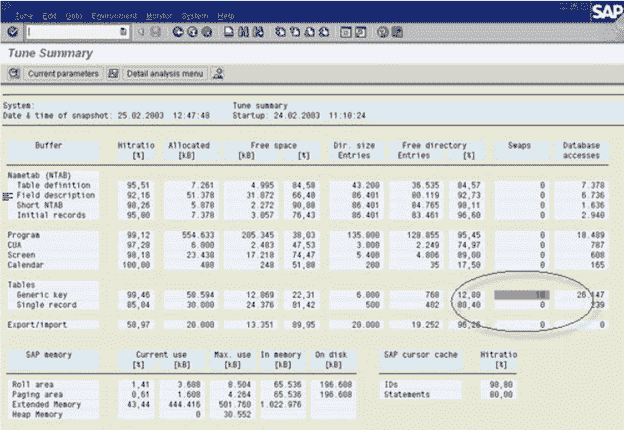 Tune Edit Goto Environment Monitor System Help
SAP
Tune Summary
Current parameters Detail analysis menu
System: Tune summary
Date & time of snapshot: 25.02.2003 12:47:48 Startup: 24.02.2003 11:10:24
Buffer Hitratio Allocated Free space Dir. size Free directory Swaps Database
[%] [kB] [kB] [%] Entries Entries [%] accesses
Nametab (NTAB)
Table definition 95,51 7.261 4.995 84,58 43.200 36.535 84,57 0 7.378
Field description 92,16 51.378 31.872 66,40 86.401 80.119 92,73 0 6.736
Short NTAB 98,26 5.878 2.272 90,88 86.401 84.765 98,11 0 1.636
Initial records 95,80 7.378 3.057 76,43 86.401 83.461 96,60 0 2.940
Program 99,12 554.633 205.345 38,03 135.000 128.855 95,45 0 18.489
CUA 97,20 6.000 2.483 47,53 3.000 2.249 74,97 0 787
Screen 98,18 23.438 17.218 74,47 5.400 4.806 89,00 0 608
Calendar 100,00 488 248 51,88 200 35 17,50 0 165
Tables
Generic key 99,46 58.594 12.869 22,31 6.000 768 12,80 18
Single record 85,04 30.000 24.376 81,42 500 402 80,40 0
Export/import 58,97 20.000 13.351 89,95 20.000 19.252 96,26 0 0
SAP memory Current use Max. use In memory On disk SAP cursor cache Hitratio
[%] [kB] [kB] [kB] [kB] [%]
Roll area 1,41 3.688 8.504 65.536 196.608 IDs 98,80
Paging area 0,61 1.608 4.264 65.536 196.608 Statements 80,00
Extended Memory 43,44 444.416 501.760 1.022.976
Heap Memory 0 30.552